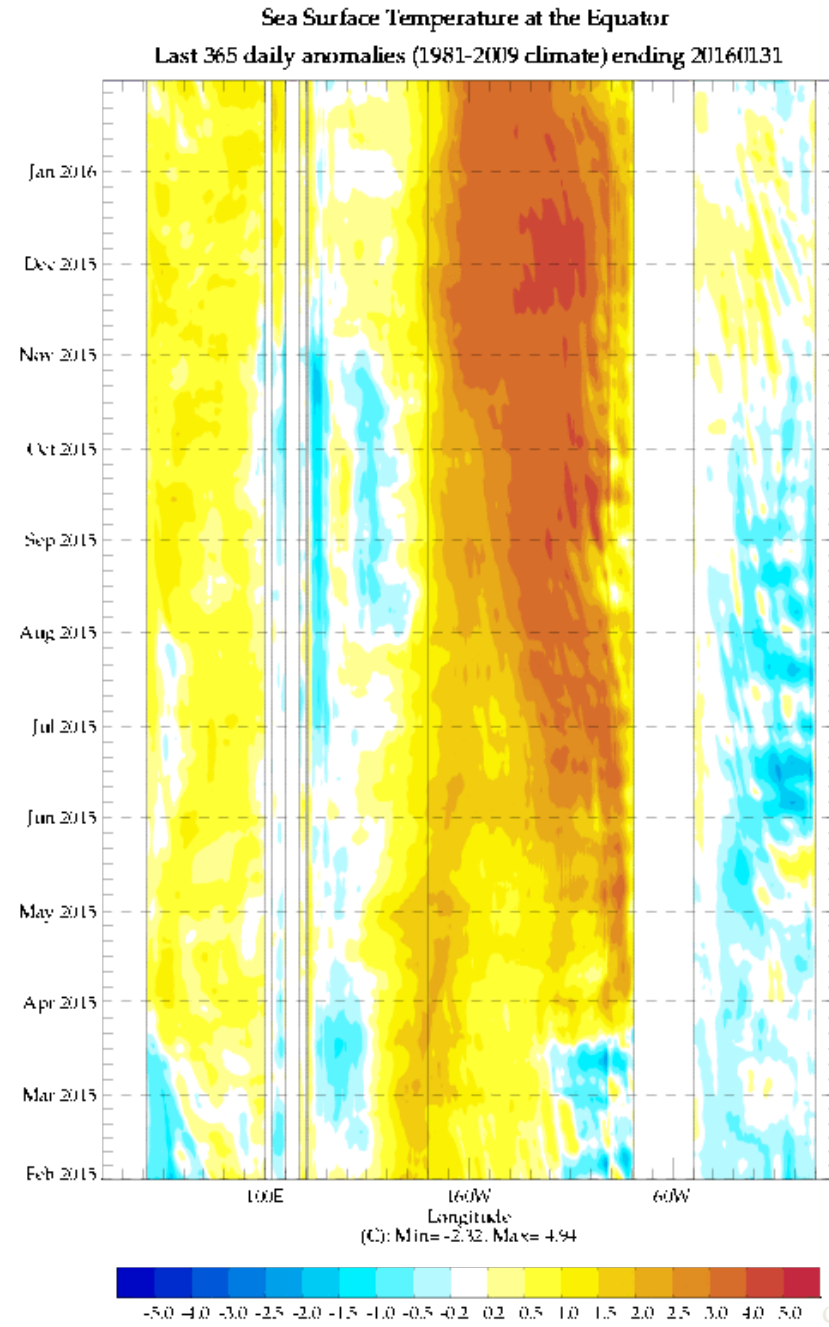 Sea Surface Temperature at the Equator
Last 365 daily anomalies (1981-2009 climate) ending 20160131
Jan 2016
Dec 2015
Nov 2015
Oct 2015
Sep 2015
Aug 2015
Jul 2015
Jun 2015
May 2015
Apr 2015
Mar 2015
Feb 2015
100E 160W 60W
Longitude
(C): Min= -2.32. Max= 4.94
-5.0 -4.0 -3.0 -2.5 -2.0 -1.5 -1.0 -0.5 -0.2 0.2 0.5 1.0 1.5 2.0 2.5 3.0 4.0 5.0